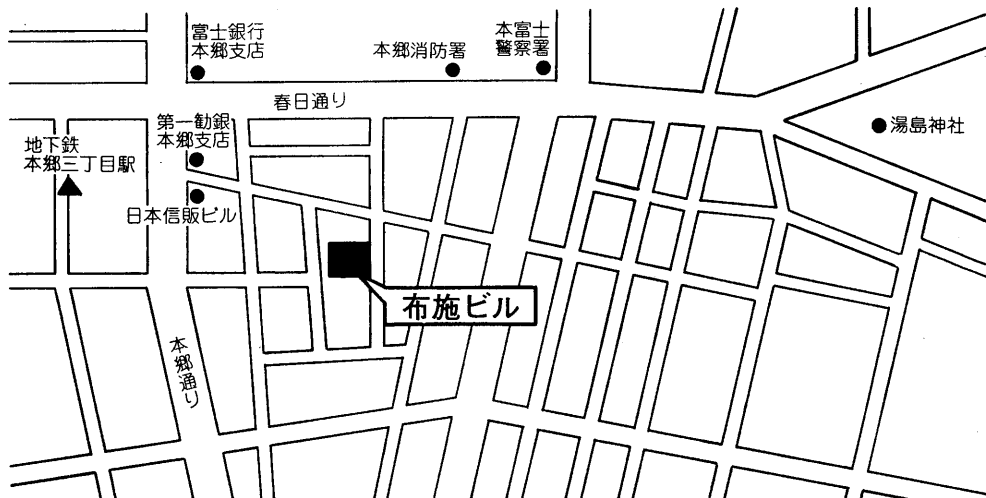 富士銀行
本郷支店
本郷消防署
本富士
警察署
春日通り
第一勧銀
本郷支店
地下鉄
本郷三丁目駅
湯島神社
日本信販ビル
布施ビル
本郷通り